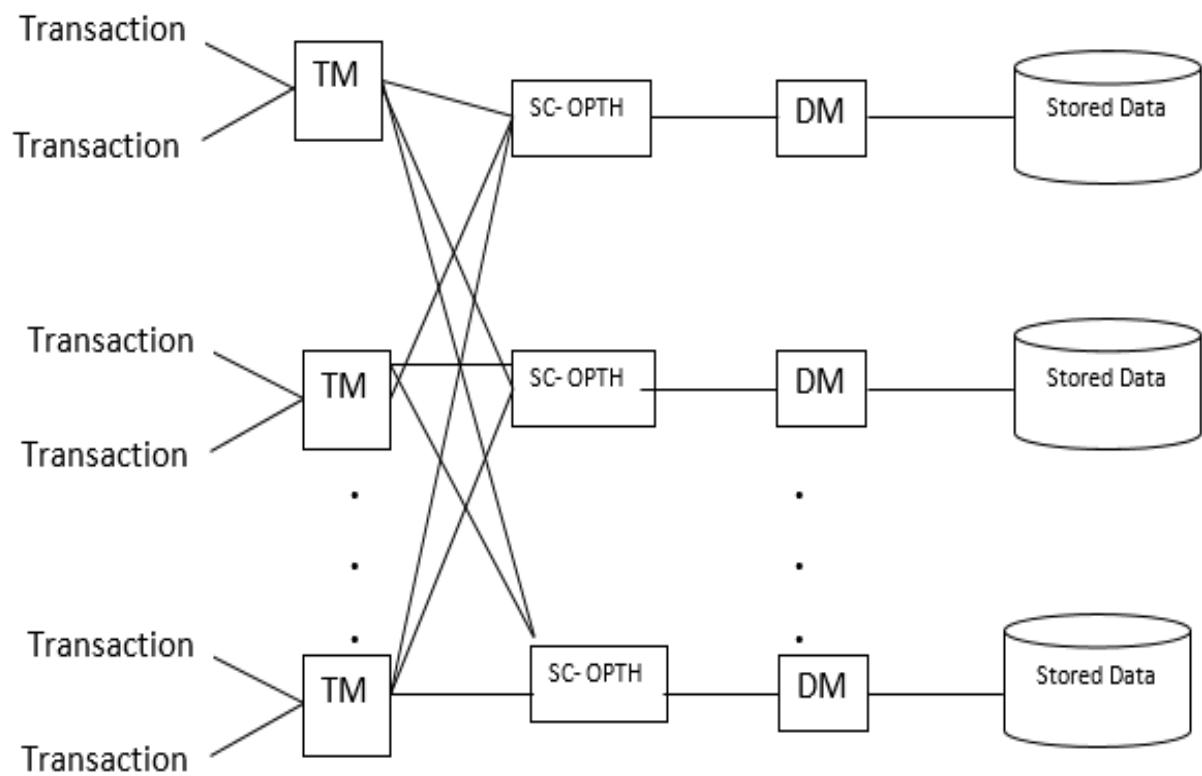 Transaction
TM
SC- OPTH
DM
Stored Data
Transaction
Transaction
TM
SC- OPTH
DM
Stored Data
Transaction
Transaction
TM
SC- OPTH
DM
Stored Data
Transaction